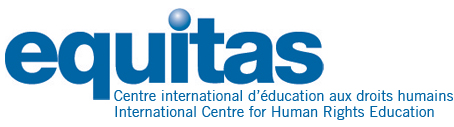 equitas
Centre international d'éducation aux droits humains
International Centre for Human Rights Education